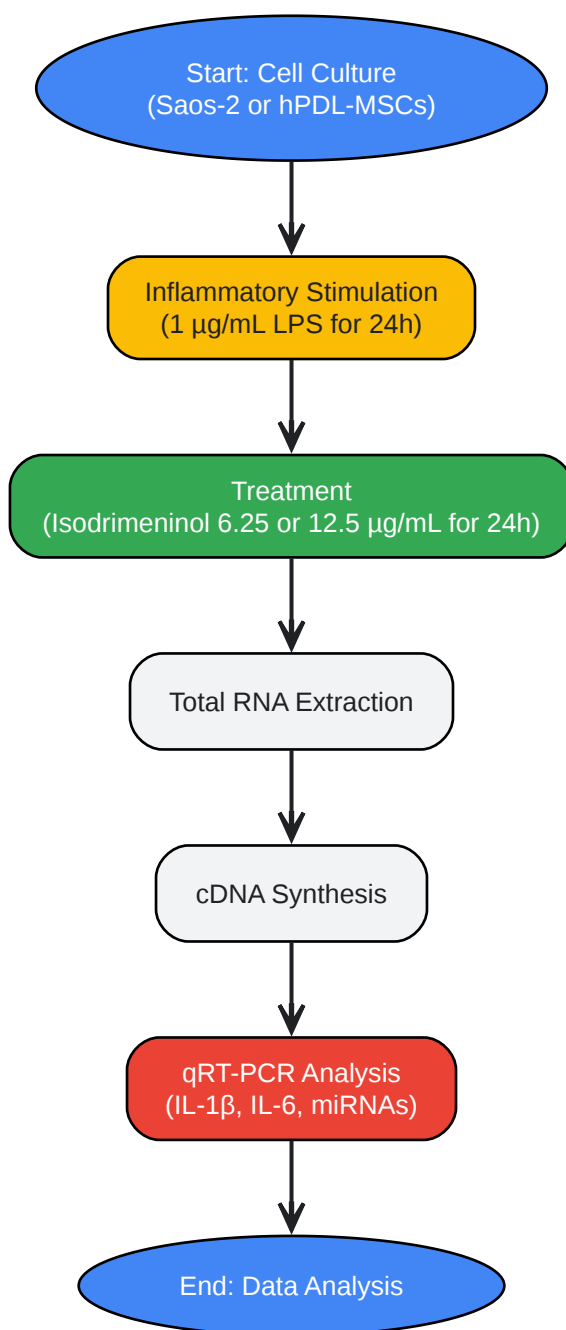 Start: Cell Culture
(Saos-2 or hPDL-MSCs)
Inflammatory Stimulation
(1 µg/mL LPS for 24h)
Treatment
(Isodrimeninol 6.25 or 12.5 µg/mL for 24h)
Total RNA Extraction
cDNA Synthesis
qRT-PCR Analysis
(IL-1β, IL-6, miRNAs)
End: Data Analysis